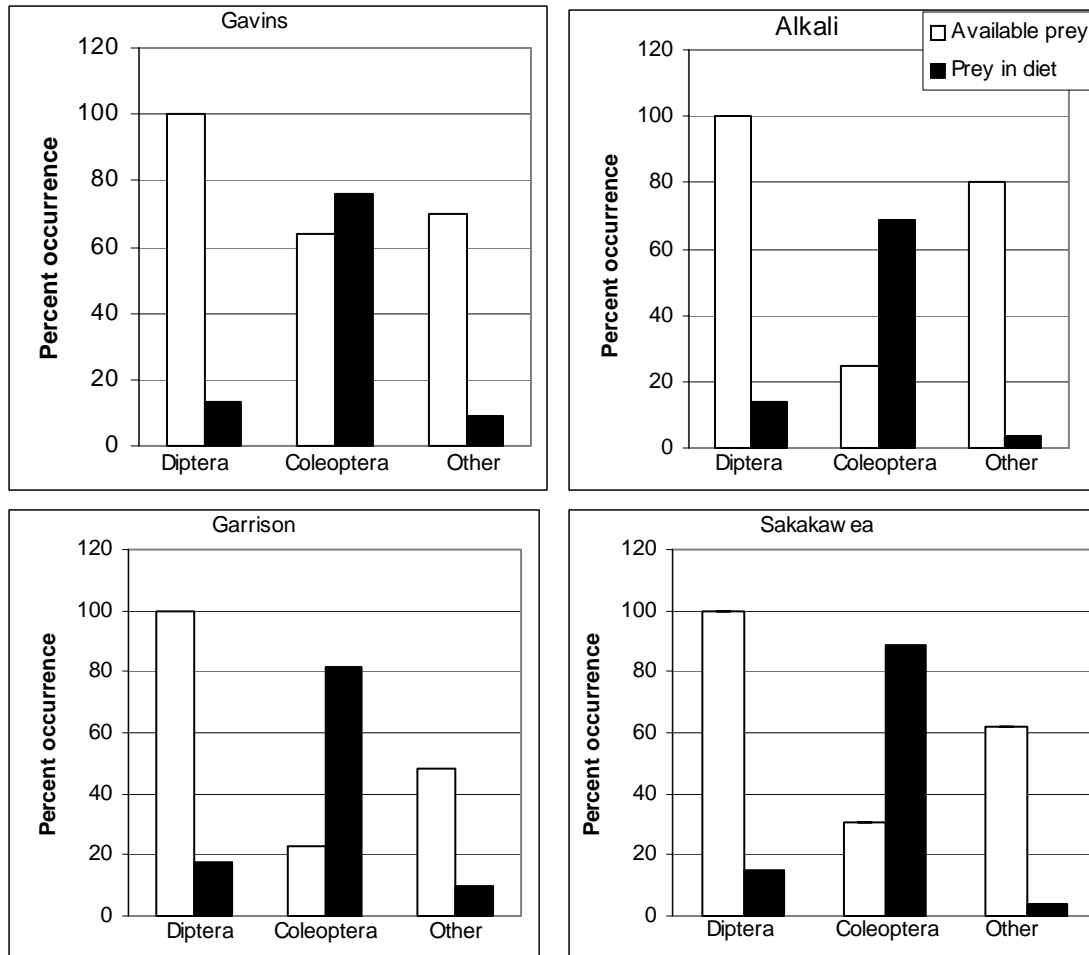 Gavins
120
100
80
60
40
20
0
Percent occurrence
Diptera Coleoptera Other
Alkali
Available prey
Prey in diet
120
100
80
60
40
20
0
Percent occurrence
Diptera Coleoptera Other
Garrison
120
100
80
60
40
20
0
Percent occurrence
Diptera Coleoptera Other
Sakakaw ea
120
100
80
60
40
20
0
Percent occurrence
Diptera Coleoptera Other